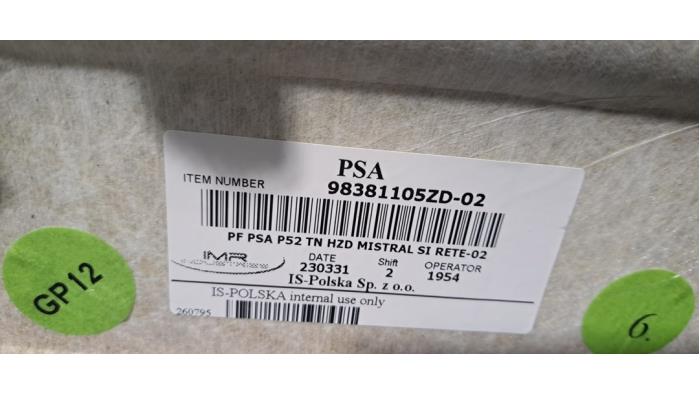 PSA
ITEM NUMBER
98381105ZD-02
PF PSA P52 TN HZD MISTRAL SI RETE-02
IMR
DATE
230331
Shift
2
OPERATOR
1954
IS-Polska Sp. z o.o.
IS-POLSKA internal use only
260795
GP12
6.